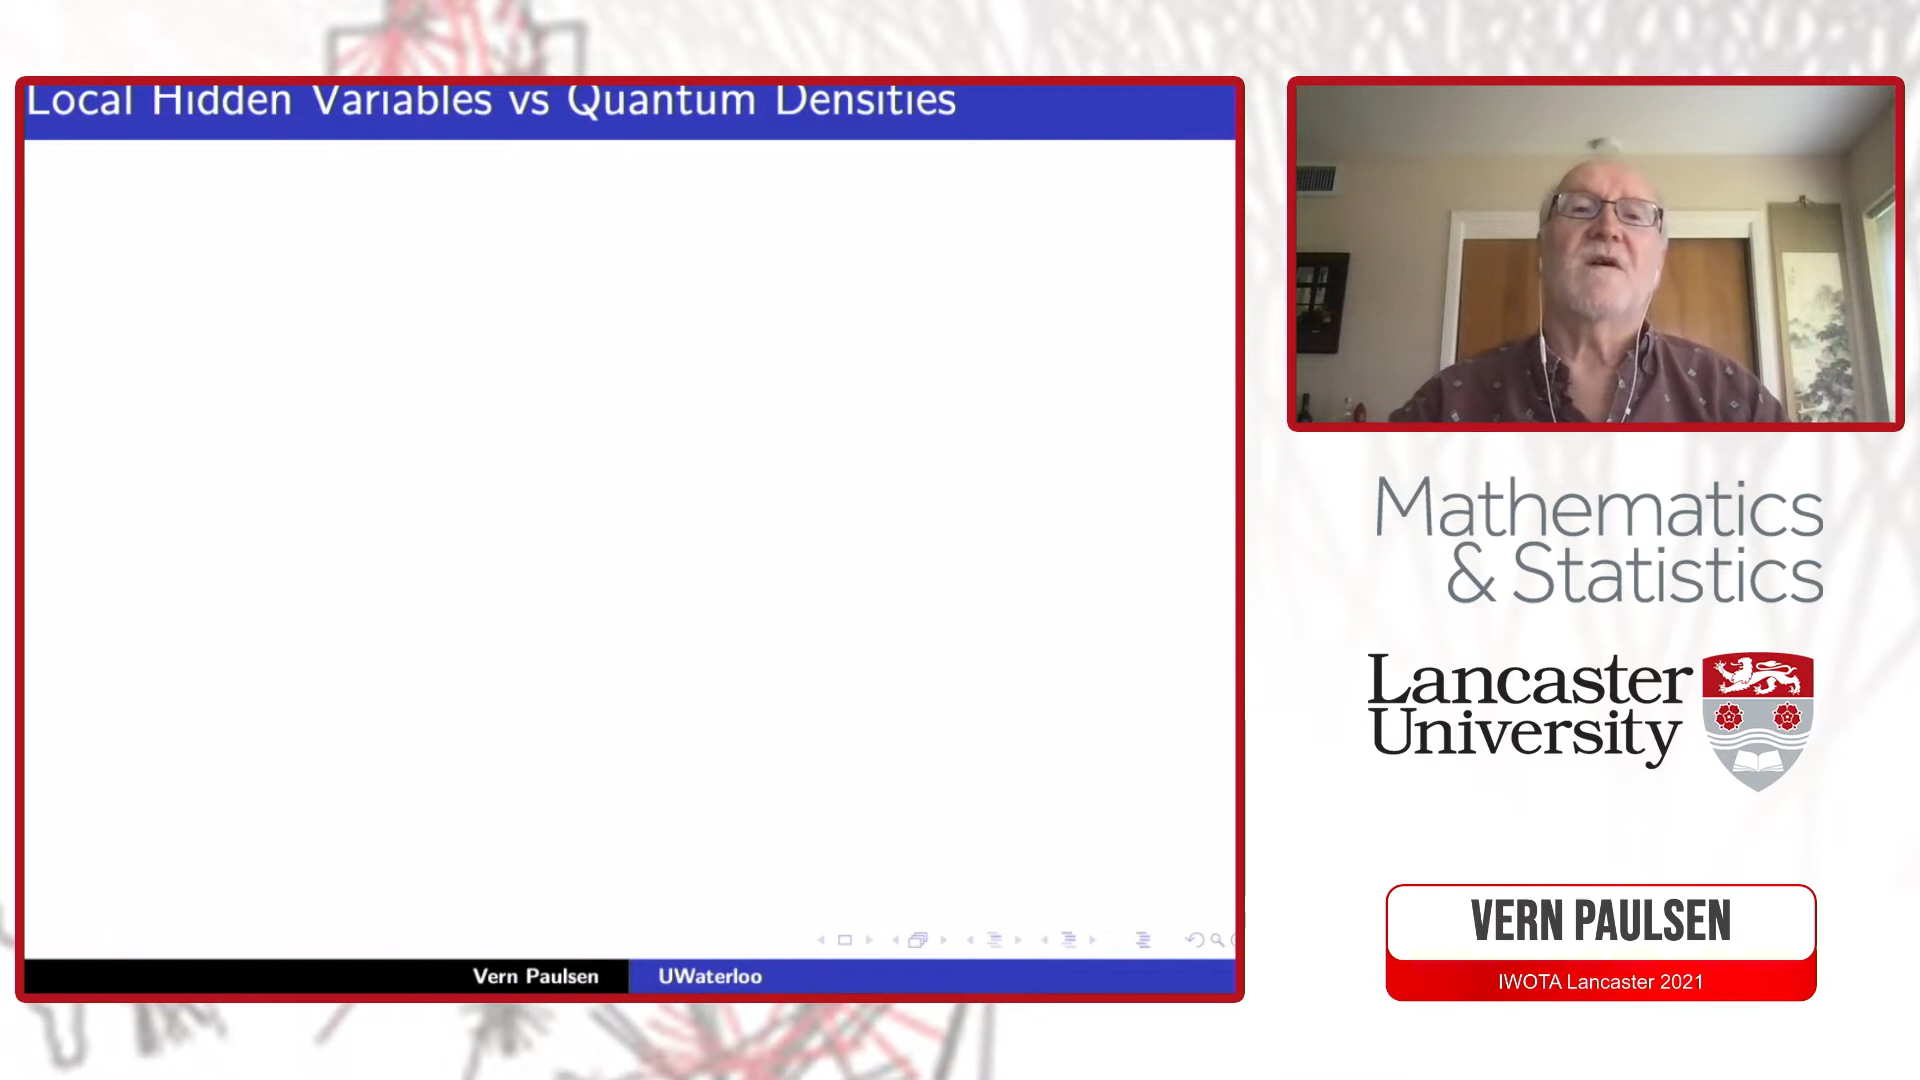 Local Hidden Variables vs Quantum Densities
Vern Paulsen UWaterloo
Mathematics
& Statistics
Lancaster
University
VERN PAULSEN
IWOTA Lancaster 2021